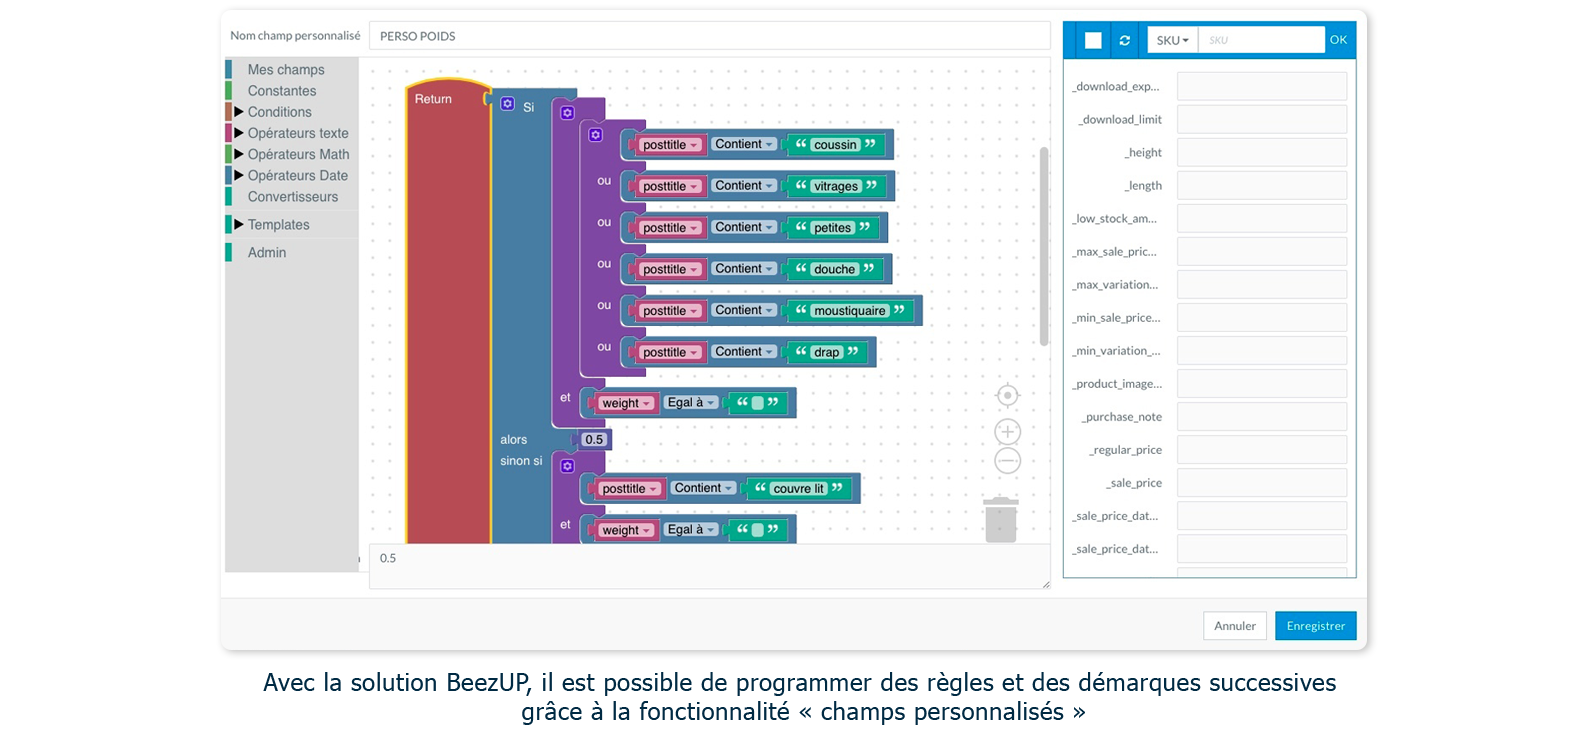 Nom champ personnalisé
PERSO POIDS
SKU
SKU
OK
Mes champs
Constantes
Conditions
Opérateurs texte
Opérateurs Math
Opérateurs Date
Convertisseurs
Templates
Admin
Return
Si
posttitle Contient “ coussin ”
ou posttitle Contient “ vitrages ”
ou posttitle Contient “ petites ”
ou posttitle Contient “ douche ”
ou posttitle Contient “ moustiquaire ”
ou posttitle Contient “ drap ”
et weight Egal à “ ”
alors 0.5
sinon si
posttitle Contient “ couvre lit ”
et weight Egal à “ ”
0.5
_download_exp...
_download_limit
_height
_length
_low_stock_am...
_max_sale_pric...
_max_variation...
_min_sale_price...
_min_variation_...
_product_image...
_purchase_note
_regular_price
_sale_price
_sale_price_dat...
_sale_price_dat...
Annuler
Enregistrer
Avec la solution BeezUP, il est possible de programmer des règles et des démarques successives
grâce à la fonctionnalité « champs personnalisés »